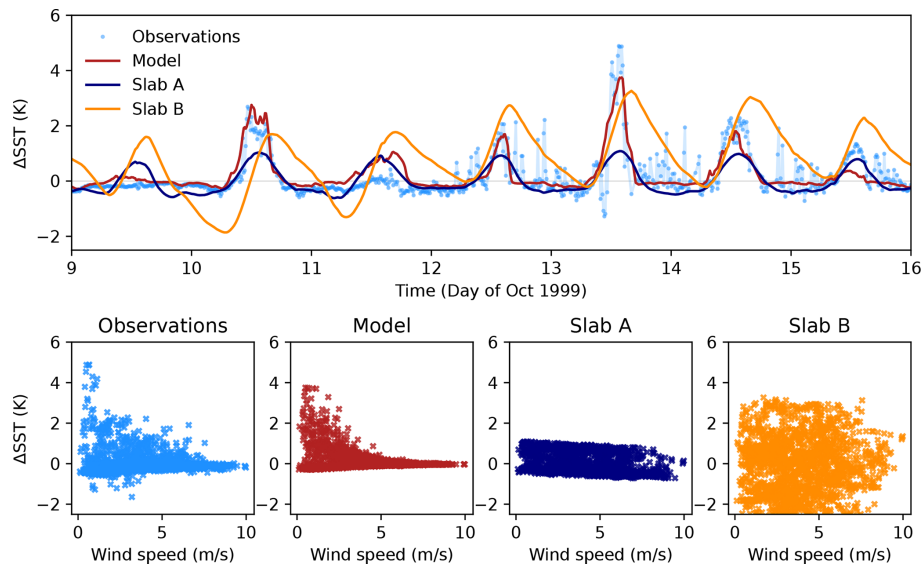 6
4
2
0
−2
ΔSST (K)
Observations
Model
Slab A
Slab B
9 10 11 12 13 14 15 16
Time (Day of Oct 1999)
Observations Model Slab A Slab B
6 6 6 6
4 4 4 4
2 2 2 2
0 0 0 0
−2 −2 −2 −2
ΔSST (K)
0 5 10 0 5 10 0 5 10 0 5 10
Wind speed (m/s) Wind speed (m/s) Wind speed (m/s) Wind speed (m/s)